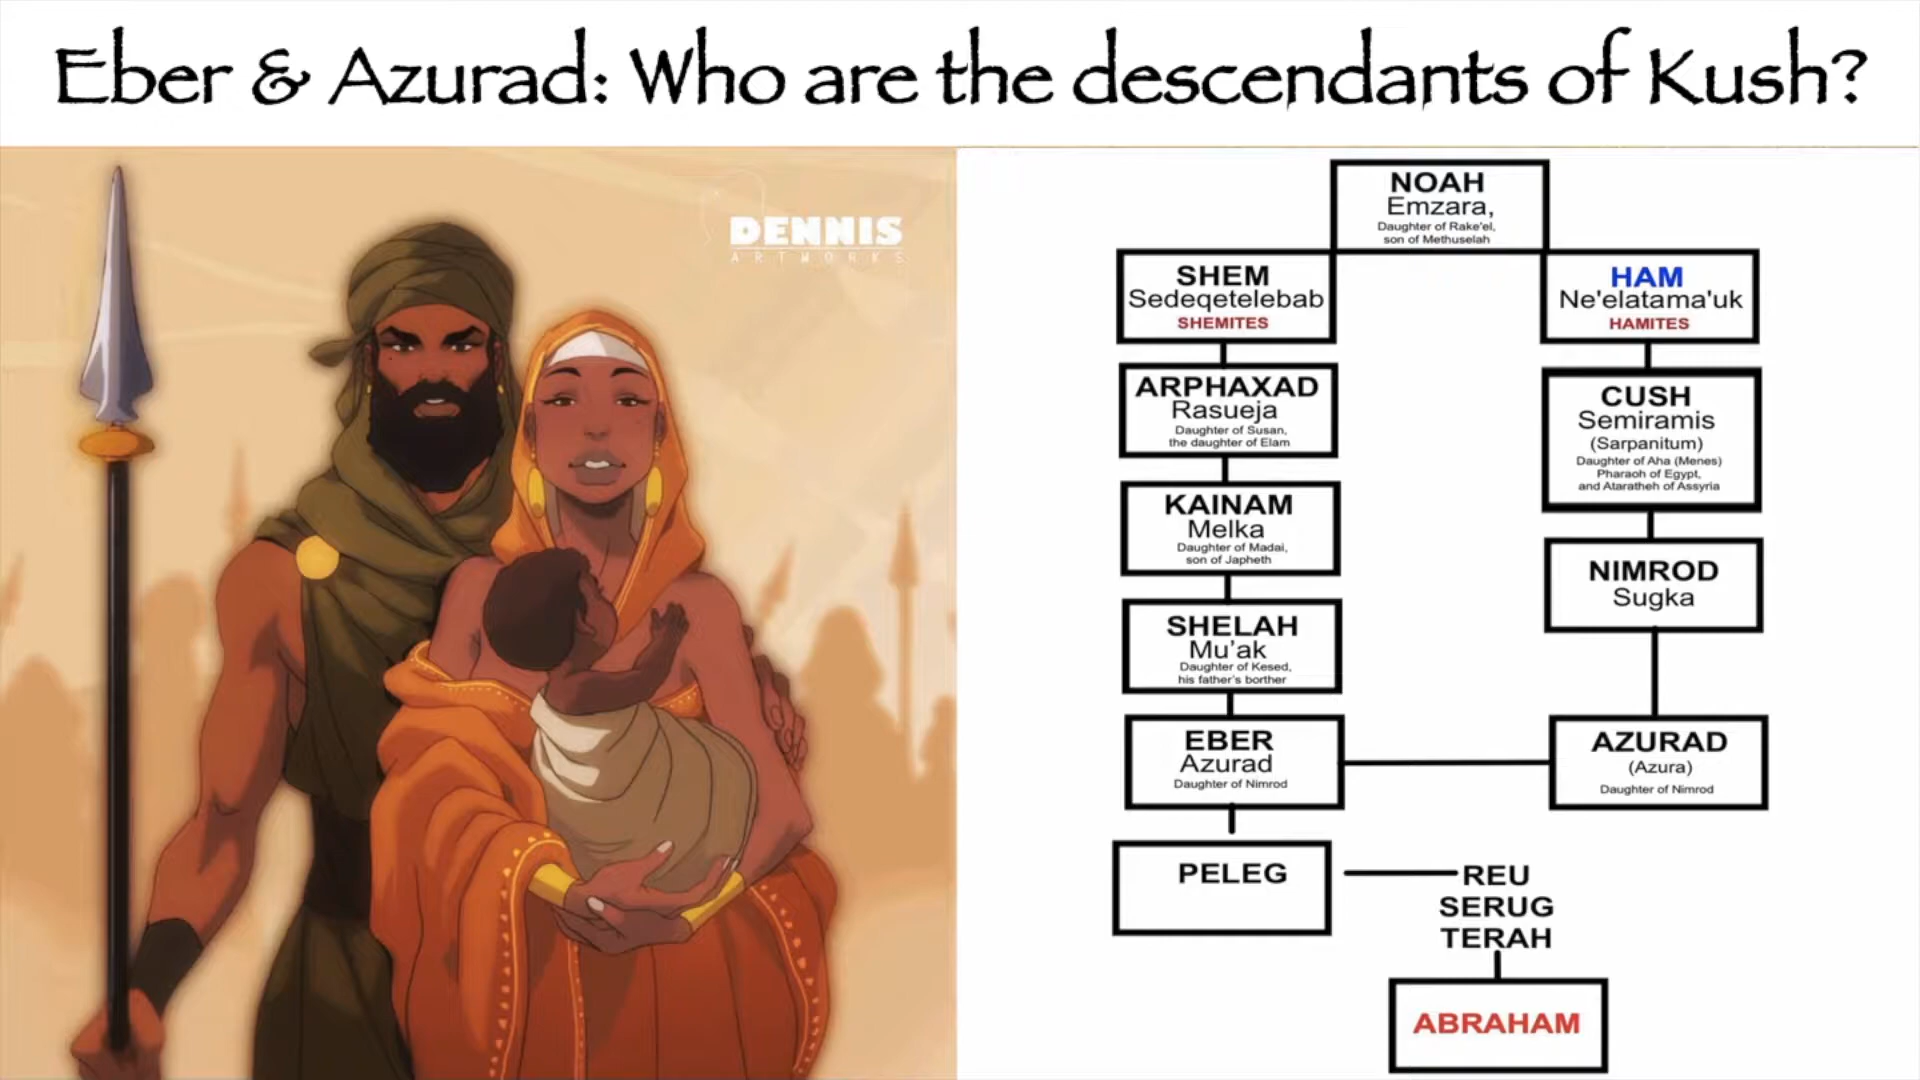 Eber & Azurad: Who are the descendants of Kush?
DENNIS
ARTWORKS
NOAH
Emzara,
Daughter of Rake'el,
son of Methuselah
SHEM
Sedeqetelebab
SHEMITES
HAM
Ne'elatama'uk
HAMITES
ARPHAXAD
Rasueja
Daughter of Susan,
the daughter of Elam
CUSH
Semiramis
(Sarpanitum)
Daughter of Aha (Menes)
Pharaoh of Egypt,
and Ataratheh of Assyria
KAINAM
Melka
Daughter of Madai,
son of Japheth
NIMROD
Sugka
SHELAH
Mu'ak
Daughter of Kesed,
his father's borther
EBER
Azurad
Daughter of Nimrod
AZURAD
(Azura)
Daughter of Nimrod
PELEG
REU
SERUG
TERAH
ABRAHAM